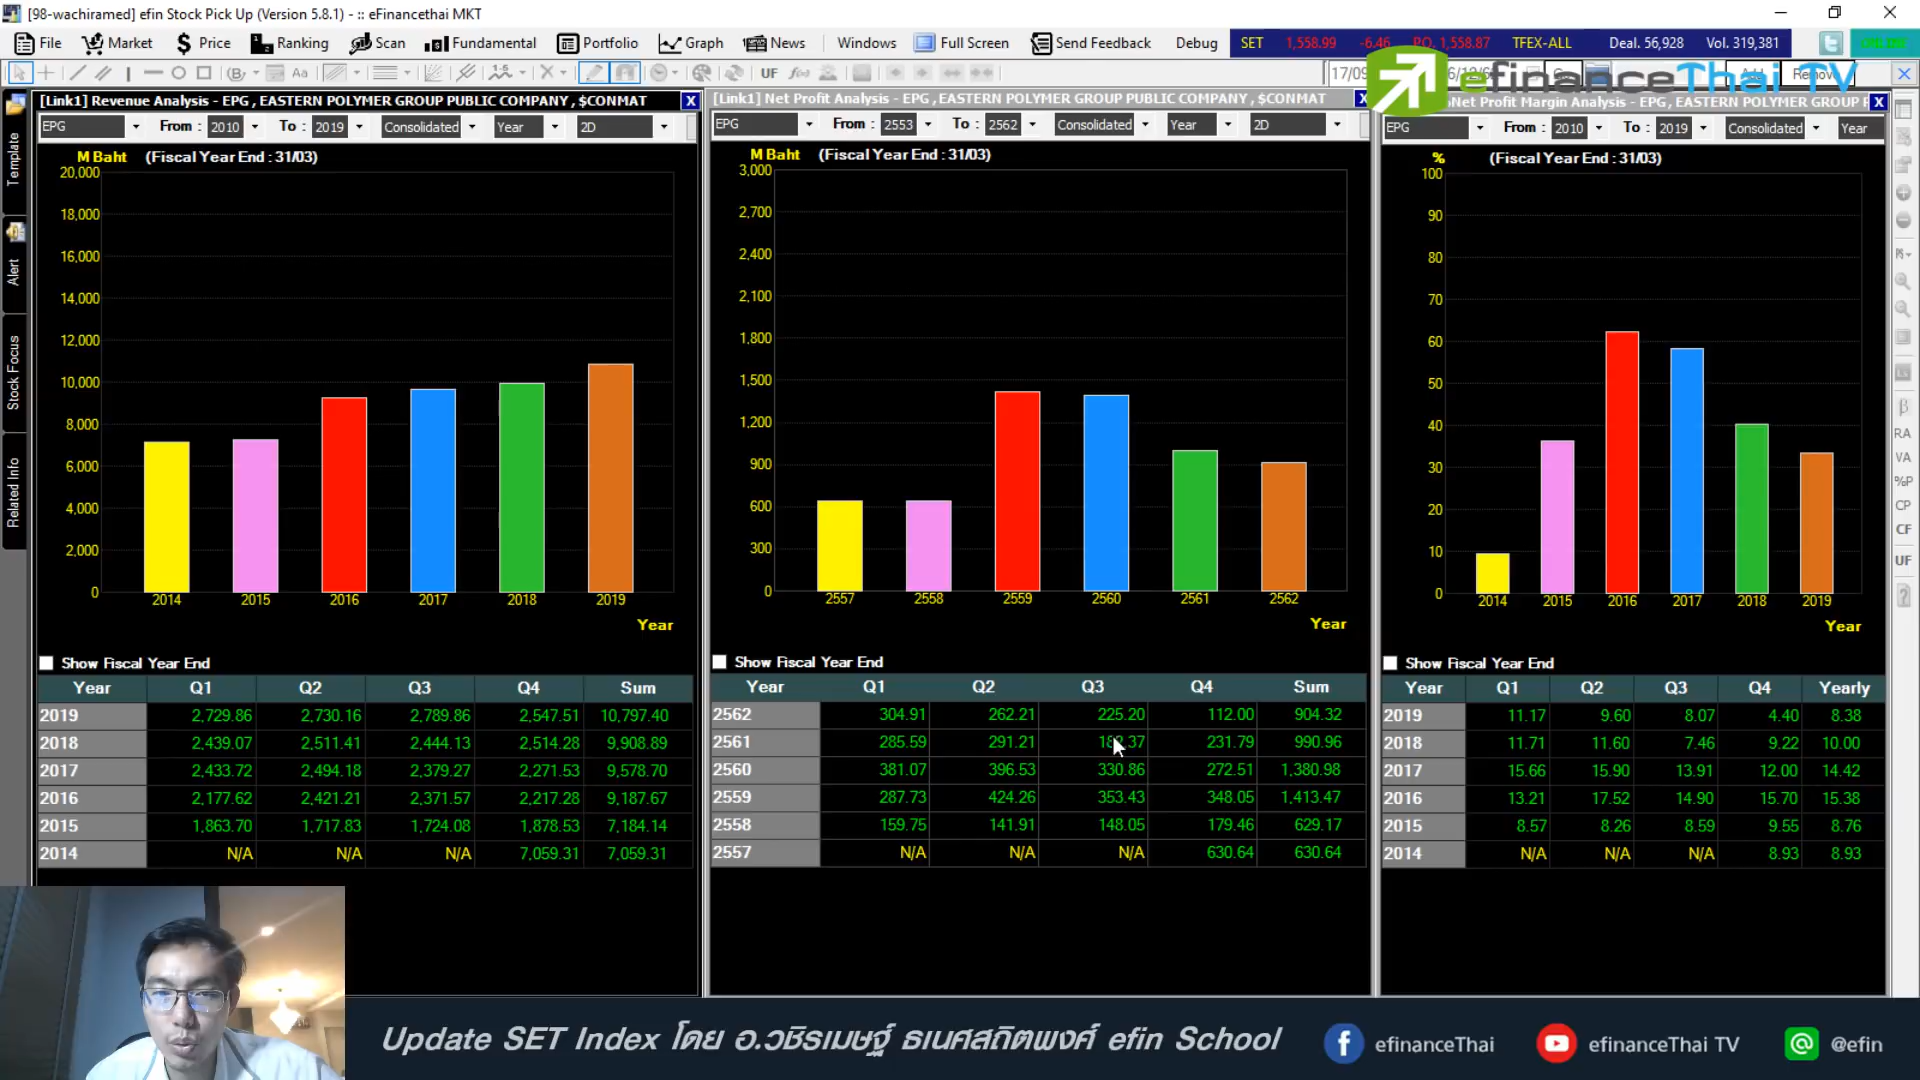 [98-wachiramed] efin Stock Pick Up (Version 5.8.1) - :: eFinancethai MKT
File Market Price Ranking Scan Fundamental Portfolio Graph News Windows Full Screen Send Feedback Debug SET 1,558.99 -6.46 PO. 1,558.87 TFEX-ALL Deal. 56,928 Vol. 319,381
UF
efinanceThai TV
Template
Alert
Stock Focus
Related Info
[Link1] Revenue Analysis - EPG , EASTERN POLYMER GROUP PUBLIC COMPANY , $CONMAT
EPG From : 2010 To : 2019 Consolidated Year 2D
M Baht (Fiscal Year End : 31/03)
20,000
18,000
16,000
14,000
12,000
10,000
8,000
6,000
4,000
2,000
0
2014 2015 2016 2017 2018 2019
Year
Show Fiscal Year End
Year Q1 Q2 Q3 Q4 Sum
2019 2,729.86 2,730.16 2,789.86 2,547.51 10,797.40
2018 2,439.07 2,511.41 2,444.13 2,514.28 9,908.89
2017 2,433.72 2,494.18 2,379.27 2,271.53 9,578.70
2016 2,177.62 2,421.21 2,371.57 2,217.28 9,187.67
2015 1,863.70 1,717.83 1,724.08 1,878.53 7,184.14
2014 N/A N/A N/A 7,059.31 7,059.31
[Link1] Net Profit Analysis - EPG , EASTERN POLYMER GROUP PUBLIC COMPANY , $CONMAT
EPG From : 2553 To : 2562 Consolidated Year 2D
M Baht (Fiscal Year End : 31/03)
3,000
2,700
2,400
2,100
1,800
1,500
1,200
900
600
300
0
2557 2558 2559 2560 2561 2562
Year
Show Fiscal Year End
Year Q1 Q2 Q3 Q4 Sum
2562 304.91 262.21 225.20 112.00 904.32
2561 285.59 291.21 231.79 990.96
2560 381.07 396.53 330.86 272.51 1,380.98
2559 287.73 424.26 353.43 348.05 1,413.47
2558 159.75 141.91 148.05 179.46 629.17
2557 N/A N/A N/A 630.64 630.64
Net Profit Margin Analysis - EPG , EASTERN POLYMER GROUP
EPG From : 2010 To : 2019 Consolidated Year
% (Fiscal Year End : 31/03)
100
90
80
70
60
50
40
30
20
10
0
2014 2015 2016 2017 2018 2019
Year
Show Fiscal Year End
Year Q1 Q2 Q3 Q4 Yearly
2019 11.17 9.60 8.07 4.40 8.38
2018 11.71 11.60 7.46 9.22 10.00
2017 15.66 15.90 13.91 12.00 14.42
2016 13.21 17.52 14.90 15.70 15.38
2015 8.57 8.26 8.59 9.55 8.76
2014 N/A N/A N/A 8.93 8.93
β
RA
VA
%P
CP
CF
UF
Update SET Index โดย อ.วชิรเมษฐ์ ธเนศสถิตพงศ์ efin School
efinanceThai
efinanceThai TV
@efin